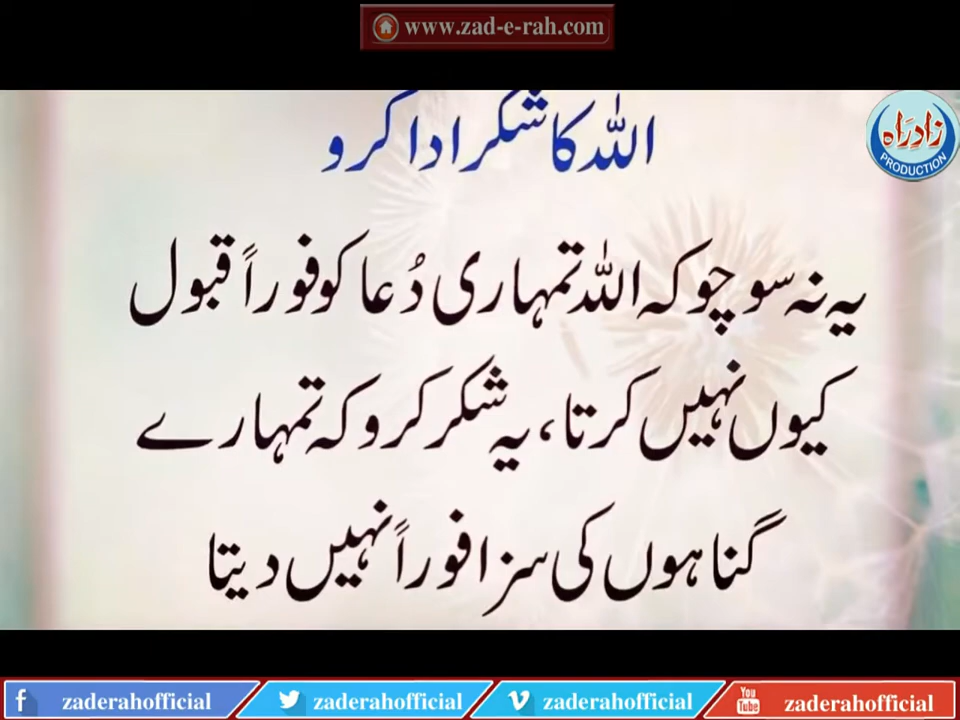 www.zad-e-rah.com
زادِرَاہ
PRODUCTION
اللہ کا شکر ادا کرو
یہ نہ سوچو کہ اللہ تمہاری دُعا کو فوراً قبول
کیوں نہیں کرتا، یہ شکر کرو کہ تمہارے
گناہوں کی سزا فوراً نہیں دیتا
f zaderahofficial zaderahofficial v zaderahofficial You Tube zaderahofficial